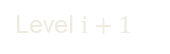 Level i + 1